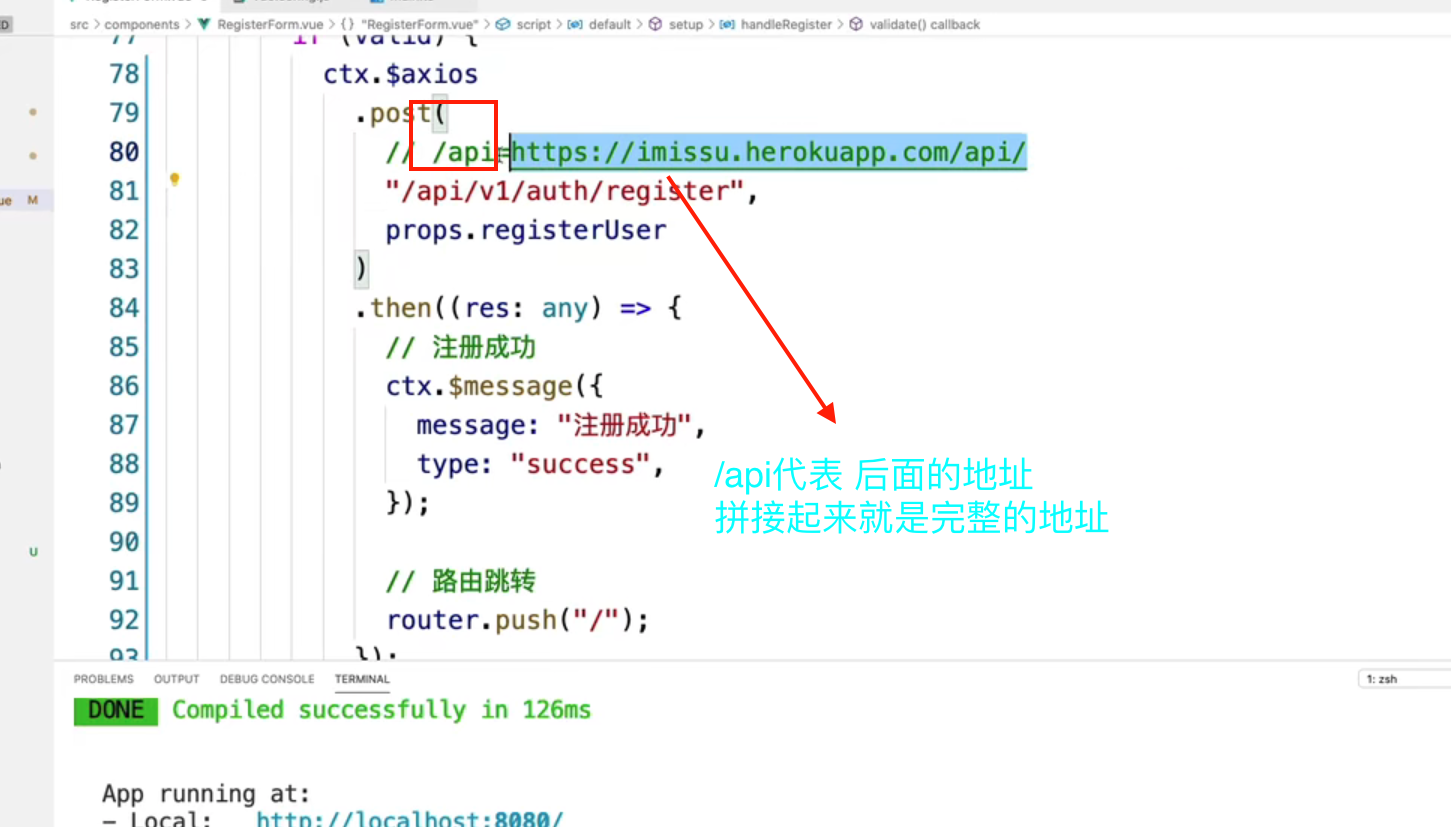 src > components > RegisterForm.vue > {} "RegisterForm.vue" > script > default > setup > handleRegister > validate() callback
77 if (valid) {
78 ctx.$axios
79 .post(
80 // /api=https://imissu.herokuapp.com/api/
81 "/api/v1/auth/register",
ue M
82 props.registerUser
83 )
84 .then((res: any) => {
85 // 注册成功
86 ctx.$message({
87 message: "注册成功",
88 type: "success",
/api代表 后面的地址
89 });
拼接起来就是完整的地址
90
U
91 // 路由跳转
92 router.push("/");
93 });
PROBLEMS OUTPUT DEBUG CONSOLE TERMINAL 1: zsh
DONE Compiled successfully in 126ms
App running at:
- Local: http://localhost:8080/